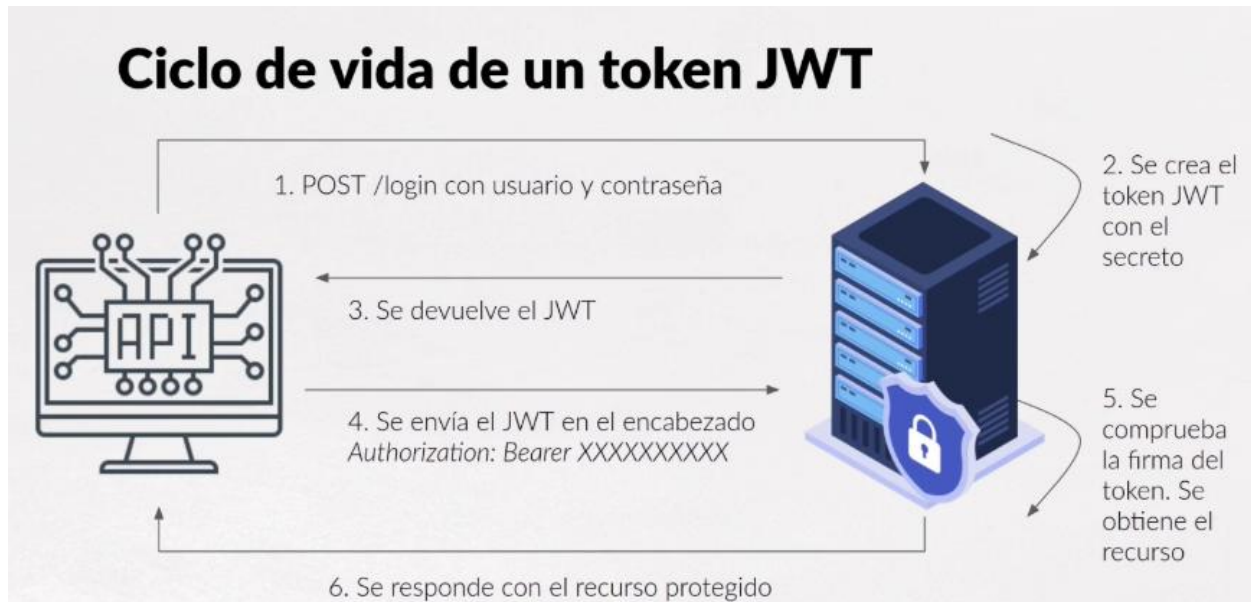 Ciclo de vida de un token JWT
1. POST /login con usuario y contraseña
2. Se crea el
token JWT
con el
secreto
API
3. Se devuelve el JWT
4. Se envía el JWT en el encabezado
Authorization: Bearer XXXXXXXXXX
5. Se
comprueba
la firma del
token. Se
obtiene el
recurso
6. Se responde con el recurso protegido